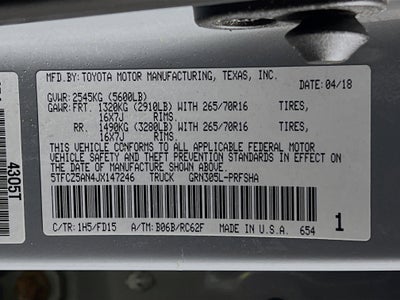 MFD.BY: TOYOTA MOTOR MANUFACTURING, TEXAS, INC.
DATE: 04/18
GVWR: 2545KG (5600LB)
GAWR: FRT. 1320KG (2910LB) WITH 265/70R16 TIRES,
16X7J RIMS.
RR. 1490KG (3280LB) WITH 265/70R16 TIRES,
16X7J RIMS.
THIS VEHICLE CONFORMS TO ALL APPLICABLE FEDERAL MOTOR
VEHICLE SAFETY AND THEFT PREVENTION STANDARDS IN EFFECT ON
THE DATE OF MANUFACTURE SHOWN ABOVE.
5TFCZ5AN4JX147246 TRUCK GRN305L-PRFSHA
C/TR: 1H5/FD15 A/TM: B06B/RC62F MADE IN U.S.A. 654
1
4305T